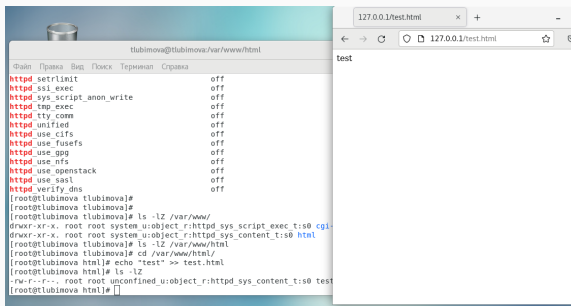 tlubimova@tlubimova:/var/www/html
Файл Правка Вид Поиск Терминал Справка
httpd_setrlimit off
httpd_ssi_exec off
httpd_sys_script_anon_write off
httpd_tmp_exec off
httpd_tty_comm off
httpd_unified off
httpd_use_cifs off
httpd_use_fusefs off
httpd_use_gpg off
httpd_use_nfs off
httpd_use_openstack off
httpd_use_sasl off
httpd_verify_dns off
[root@tlubimova tlubimova]#
[root@tlubimova tlubimova]#
[root@tlubimova tlubimova]# ls -lZ /var/www/
drwxr-xr-x. root root system_u:object_r:httpd_sys_script_exec_t:s0 cgi-
drwxr-xr-x. root root system_u:object_r:httpd_sys_content_t:s0 html
[root@tlubimova tlubimova]# ls -lZ /var/www/html
[root@tlubimova tlubimova]# cd /var/www/html/
[root@tlubimova html]# echo "test" >> test.html
[root@tlubimova html]# ls -lZ
-rw-r--r--. root root unconfined_u:object_r:httpd_sys_content_t:s0 test
[root@tlubimova html]#
127.0.0.1/test.html
127.0.0.1/test.html
test